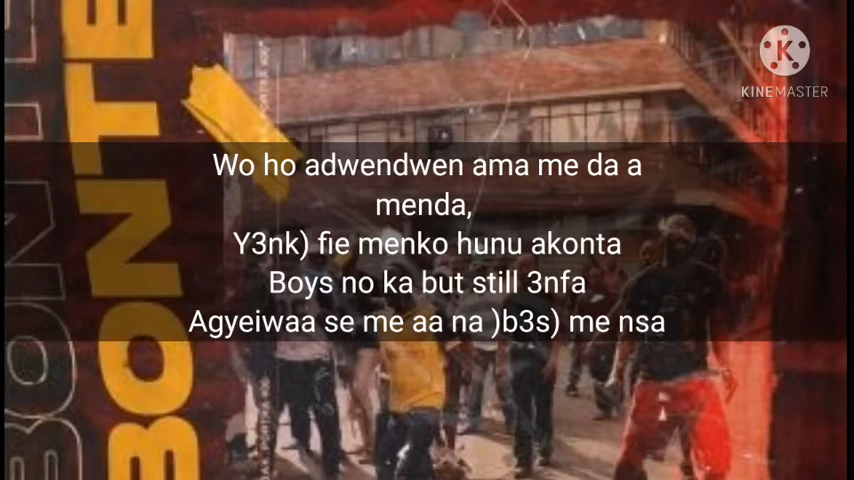 BONTE
BONTE
KINEMASTER
Wo ho adwendwen ama me da a
menda,
Y3nk) fie menko hunu akonta
Boys no ka but still 3nfa
Agyeiwaa se me aa na )b3s) me nsa